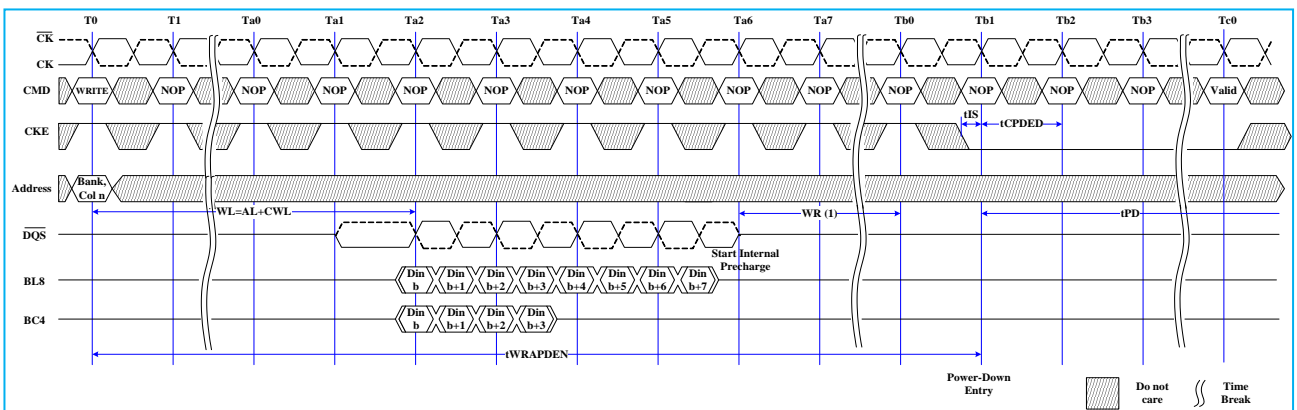 T0 T1 Ta0 Ta1 Ta2 Ta3 Ta4 Ta5 Ta6 Ta7 Tb0 Tb1 Tb2 Tb3 Tc0
CK
CK
CMD WRITE NOP NOP NOP NOP NOP NOP NOP NOP NOP NOP NOP NOP NOP Valid
tIS
CKE tCPDED
Address Bank,
Col n
WL=AL+CWL WR (1) tPD
DQS
Start Internal
Precharge
BL8 Din Din Din Din Din Din Din Din
b b+1 b+2 b+3 b+4 b+5 b+6 b+7
BC4 Din Din Din Din
b b+1 b+2 b+3
tWRAPDEN
Power-Down
Entry
Do not
care
Time
Break